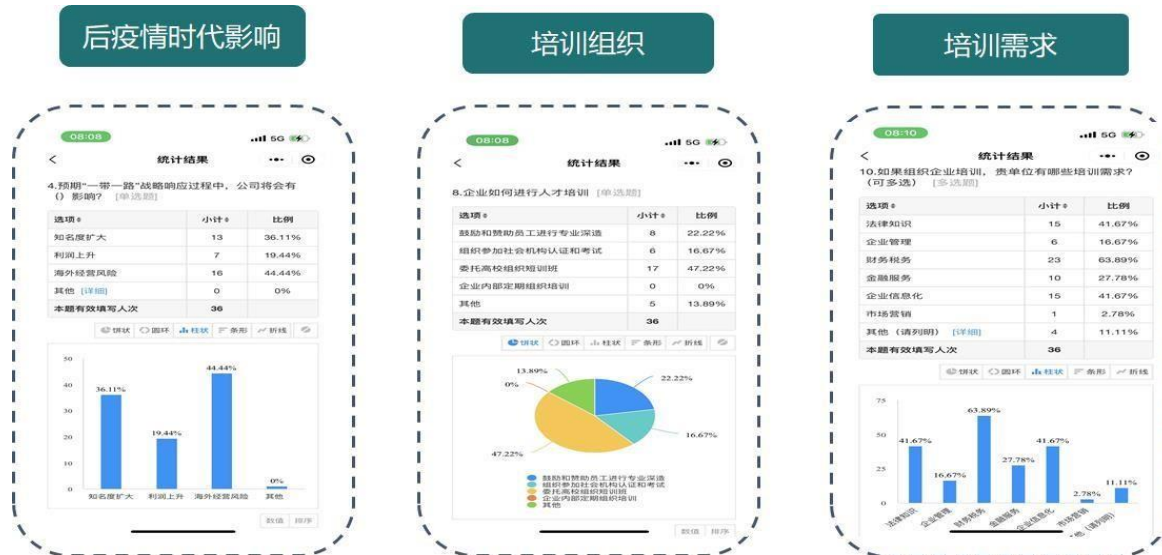 后疫情时代影响
08:08
5G
统计结果
4.预期“一带一路”战略响应过程中，公司将会有
（）影响？ [单选题]
选项 小计 比例
知名度扩大 13 36.11%
利润上升 7 19.44%
海外经营风险 16 44.44%
其他 [详细] 0 0%
本题有效填写人次 36
饼状 圆环 柱状 条形 折线
50
40
30
20
10
0
36.11%
19.44%
44.44%
0%
知名度扩大 利润上升 海外经营风险 其他
数值 排序
培训组织
08:08
5G
统计结果
8.企业如何进行人才培训 [单选题]
选项 小计 比例
鼓励和赞助员工进行专业深造 8 22.22%
组织参加社会机构认证和考试 6 16.67%
委托高校组织短训班 17 47.22%
企业内部定期组织培训 0 0%
其他 5 13.89%
本题有效填写人次 36
饼状 圆环 柱状 条形 折线
13.89%
0%
22.22%
16.67%
47.22%
鼓励和赞助员工进行专业深造
组织参加社会机构认证和考试
委托高校组织短训班
企业内部定期组织培训
其他
数值 排序
培训需求
08:10
5G
统计结果
10.如果组织企业培训，贵单位有哪些培训需求？
（可多选） [多选题]
选项 小计 比例
法律知识 15 41.67%
企业管理 6 16.67%
财务税务 23 63.89%
金融服务 10 27.78%
企业信息化 15 41.67%
市场营销 1 2.78%
其他（请列明） [详细] 4 11.11%
本题有效填写人次 36
饼状 圆环 柱状 条形 折线
75
50
25
0
41.67%
16.67%
63.89%
27.78%
41.67%
2.78%
11.11%
法律知识 企业管理 财务税务 金融服务 企业信息化 市场营销 其他（请列明）
数值 排序